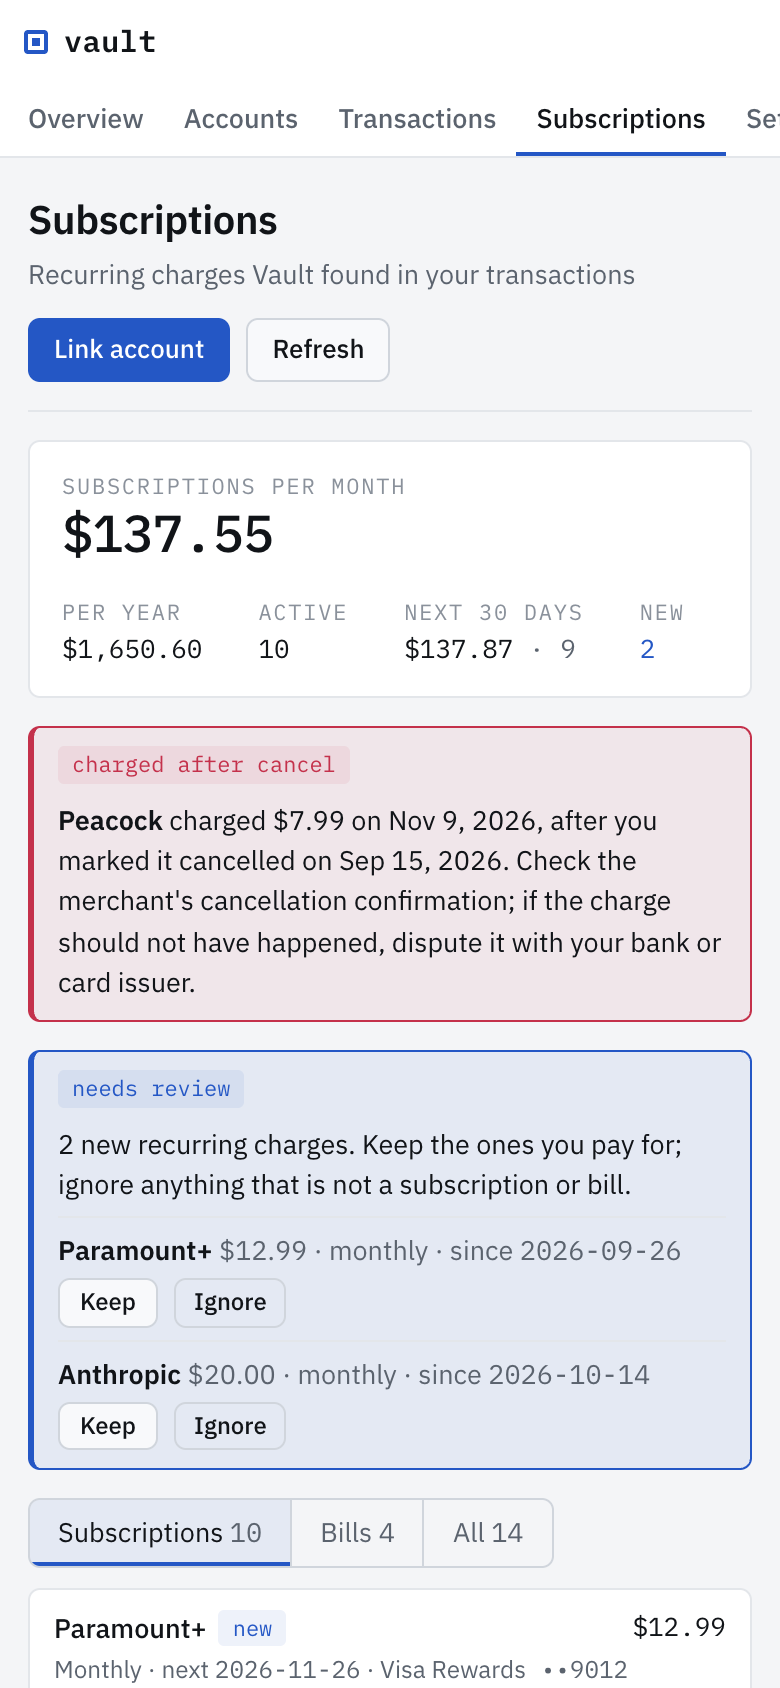 vault
Overview Accounts Transactions Subscriptions Set
Subscriptions
Recurring charges Vault found in your transactions
Link account Refresh
SUBSCRIPTIONS PER MONTH
$137.55
PER YEAR ACTIVE NEXT 30 DAYS NEW
$1,650.60 10 $137.87 · 9 2
charged after cancel
Peacock charged $7.99 on Nov 9, 2026, after you
marked it cancelled on Sep 15, 2026. Check the
merchant's cancellation confirmation; if the charge
should not have happened, dispute it with your bank or
card issuer.
needs review
2 new recurring charges. Keep the ones you pay for;
ignore anything that is not a subscription or bill.
Paramount+ $12.99 · monthly · since 2026-09-26
Keep Ignore
Anthropic $20.00 · monthly · since 2026-10-14
Keep Ignore
Subscriptions 10 Bills 4 All 14
Paramount+ new $12.99
Monthly · next 2026-11-26 · Visa Rewards ••9012